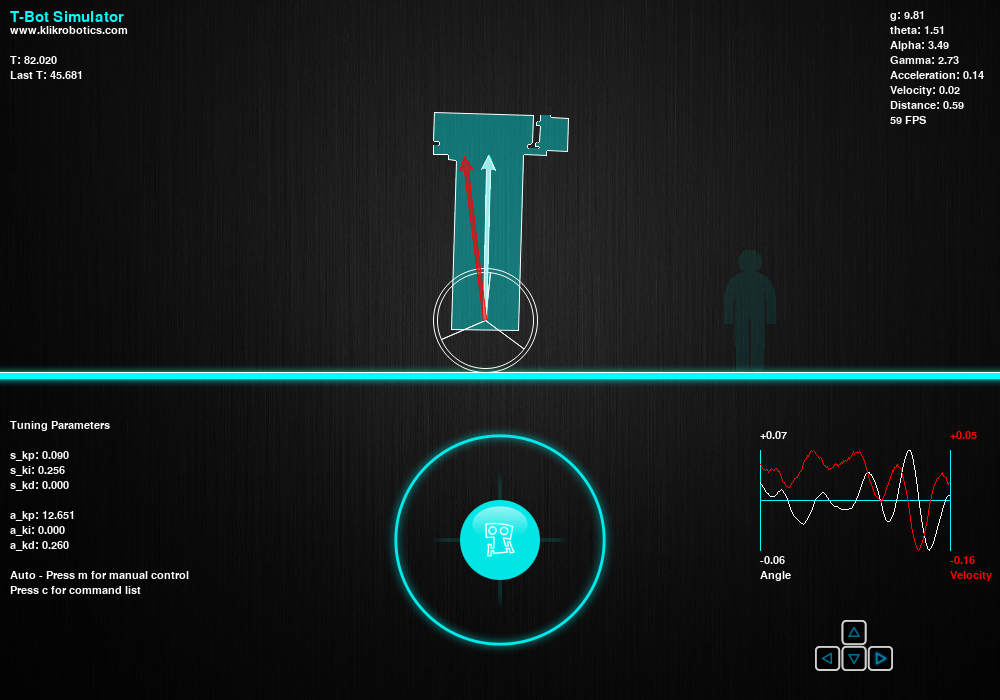 T-Bot Simulator
www.klikrobotics.com
T: 82.020
Last T: 45.681
g: 9.81
theta: 1.51
Alpha: 3.49
Gamma: 2.73
Acceleration: 0.14
Velocity: 0.02
Distance: 0.59
59 FPS
Tuning Parameters
s_kp: 0.090
s_ki: 0.256
s_kd: 0.000
a_kp: 12.651
a_ki: 0.000
a_kd: 0.260
Auto - Press m for manual control
Press c for command list
+0.07
+0.05
-0.06
-0.16
Angle
Velocity